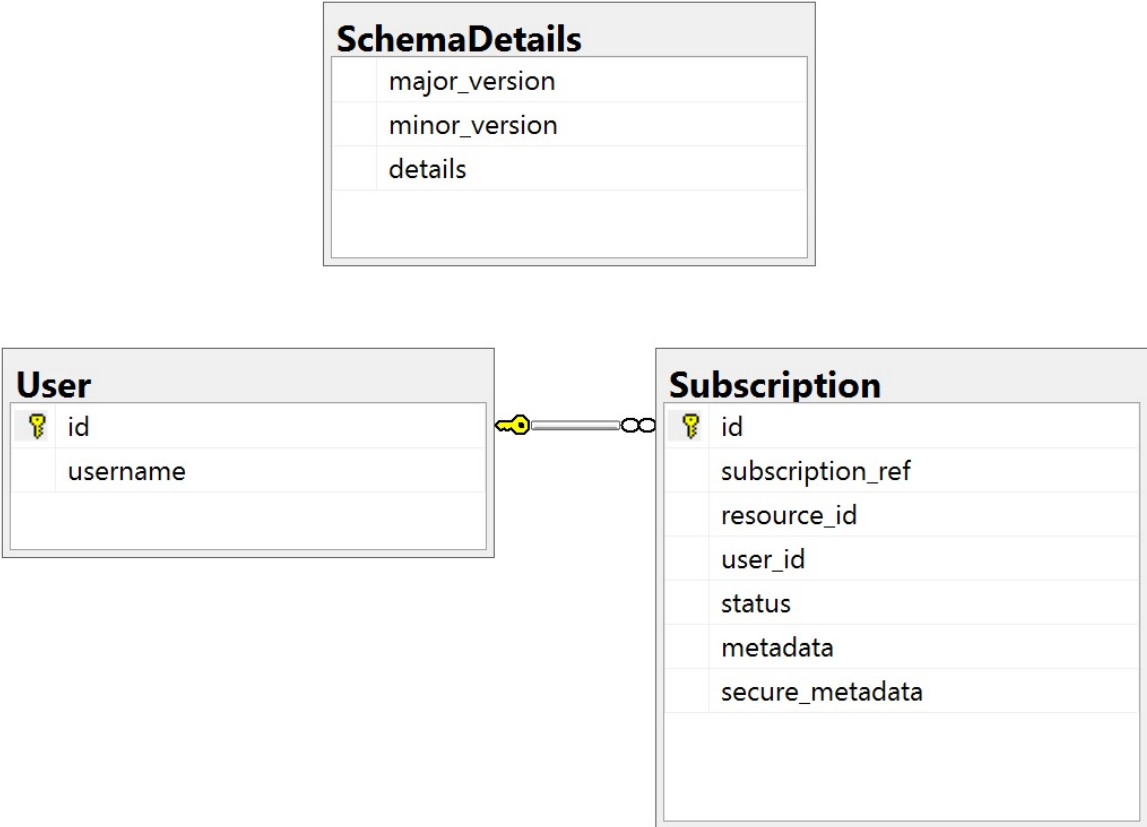 SchemaDetails
major_version
minor_version
details
User
id
username
Subscription
id
subscription_ref
resource_id
user_id
status
metadata
secure_metadata